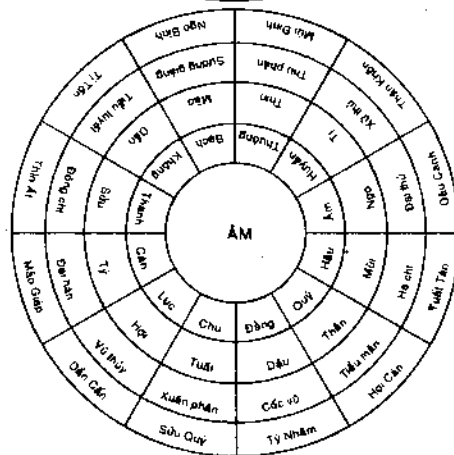 Ngọ Bính
Mùi Đinh
Thân Khôn
Dậu Canh
Tuất Tân
Hợi Càn
Tý Nhâm
Sửu Quý
Dần Cấn
Mão Giáp
Thìn Ất
Tị Tốn
Sương giáng
Thu phân
Xử thử
Đại thử
Hạ chí
Tiểu mãn
Cốc vũ
Xuân phân
Vũ thủy
Đại hàn
Đông chí
Tiểu tuyết
Mão
Thìn
Tị
Ngọ
Mùi
Thân
Dậu
Tuất
Hợi
Tý
Sửu
Dần
Bạch
Thường
Huyền
Âm
Hậu
Quý
Đằng
Chu
Lục
Cân
Thanh
Không
ÂM